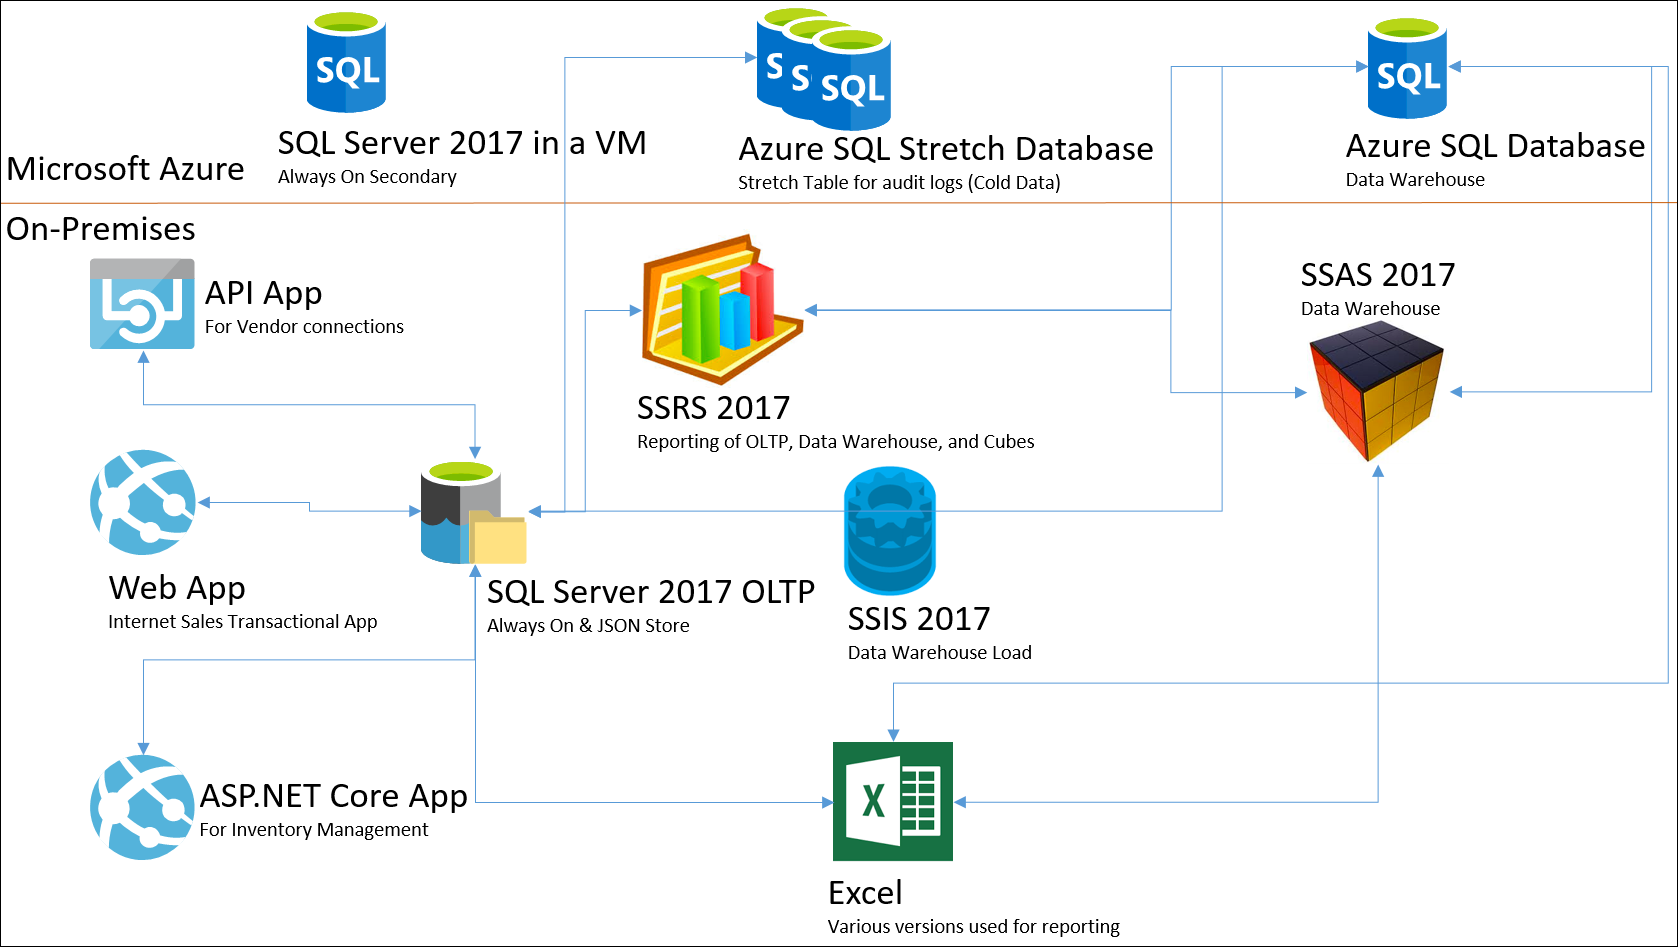 SQL
S
S
SQL
SQL
SQL Server 2017 in a VM
Always On Secondary
Azure SQL Stretch Database
Stretch Table for audit logs (Cold Data)
Azure SQL Database
Data Warehouse
Microsoft Azure
On-Premises
API App
For Vendor connections
SSAS 2017
Data Warehouse
SSRS 2017
Reporting of OLTP, Data Warehouse, and Cubes
Web App
Internet Sales Transactional App
SQL Server 2017 OLTP
Always On & JSON Store
SSIS 2017
Data Warehouse Load
ASP.NET Core App
For Inventory Management
X
Excel
Various versions used for reporting